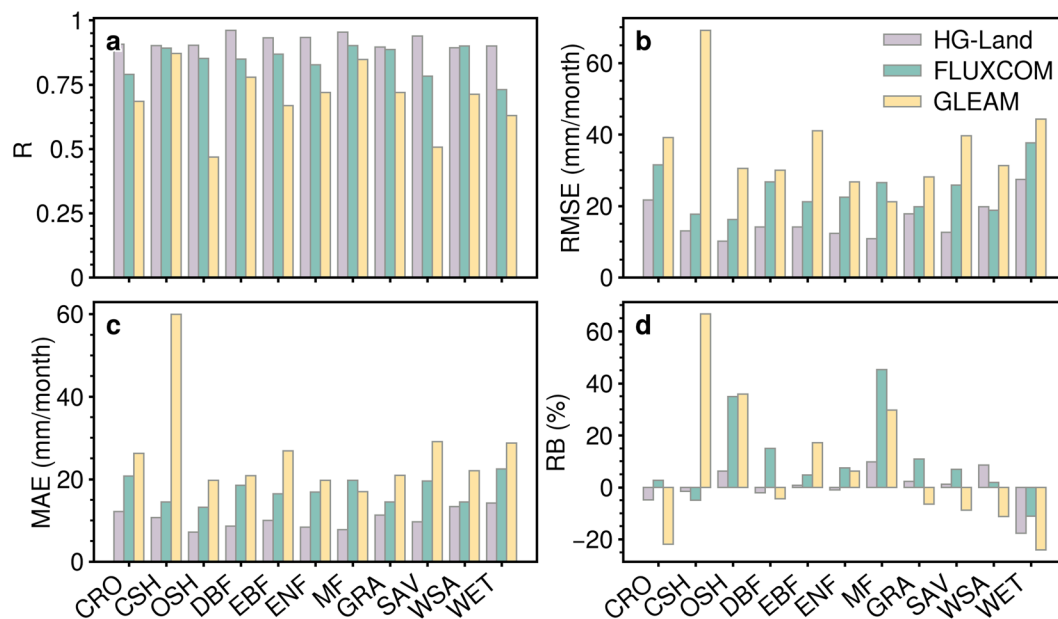 a
R
1
0.75
0.5
0.25
0
b
HG-Land
FLUXCOM
GLEAM
RMSE (mm/month)
60
40
20
0
c
MAE (mm/month)
60
40
20
0
CRO CSH OSH DBF EBF ENF MF GRA SAV WSA WET
d
RB (%)
60
40
20
0
−20
CRO CSH OSH DBF EBF ENF MF GRA SAV WSA WET